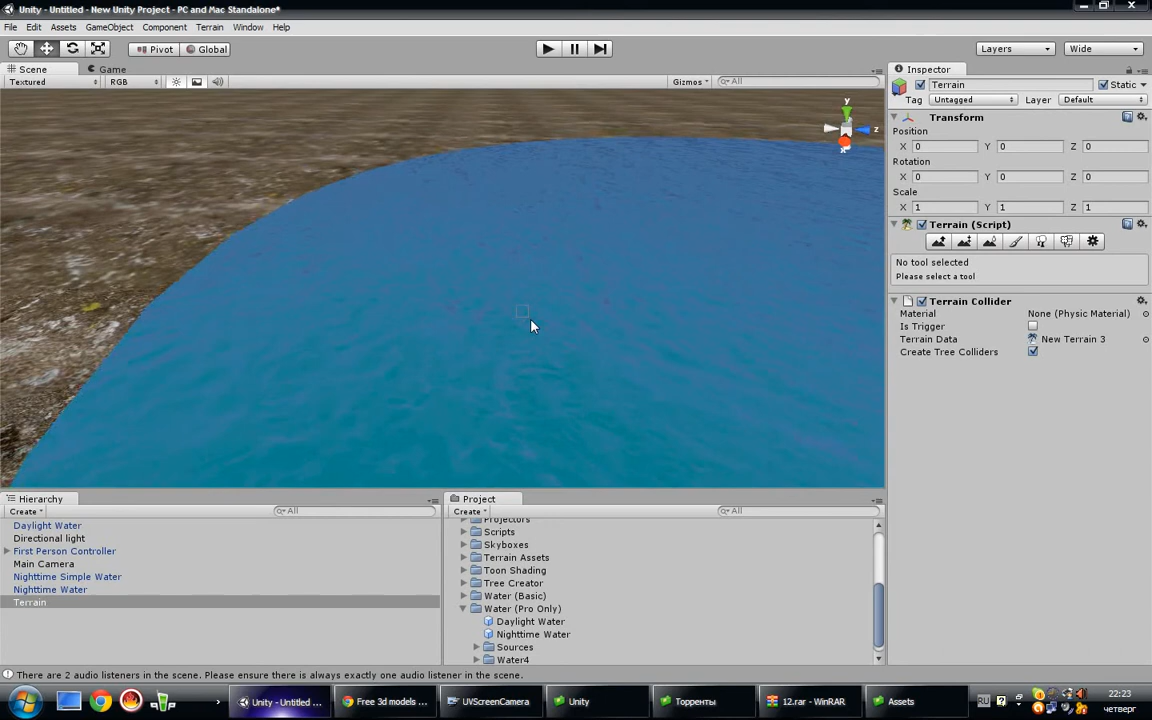 Unity - Untitled - New Unity Project - PC and Mac Standalone*
File Edit Assets GameObject Component Terrain Window Help
Pivot Global Layers Wide
Scene Game
Textured RGB Gizmos All
y
z
x
Inspector
Terrain Static
Tag Untagged Layer Default
Transform
Position
X 0 Y 0 Z 0
Rotation
X 0 Y 0 Z 0
Scale
X 1 Y 1 Z 1
Terrain (Script)
No tool selected
Please select a tool
Terrain Collider
Material None (Physic Material)
Is Trigger
Terrain Data New Terrain 3
Create Tree Colliders
Hierarchy
Create All
Daylight Water
Directional light
First Person Controller
Main Camera
Nighttime Simple Water
Nighttime Water
Terrain
Project
Create All
Projectors
Scripts
Skyboxes
Terrain Assets
Toon Shading
Tree Creator
Water (Basic)
Water (Pro Only)
Daylight Water
Nighttime Water
Sources
Water4
There are 2 audio listeners in the scene. Please ensure there is always exactly one audio listener in the scene.
Unity - Untitled ... Free 3d models ... UVScreenCamera Unity Торренты 12.rar - WinRAR Assets RU 22:23
четверг